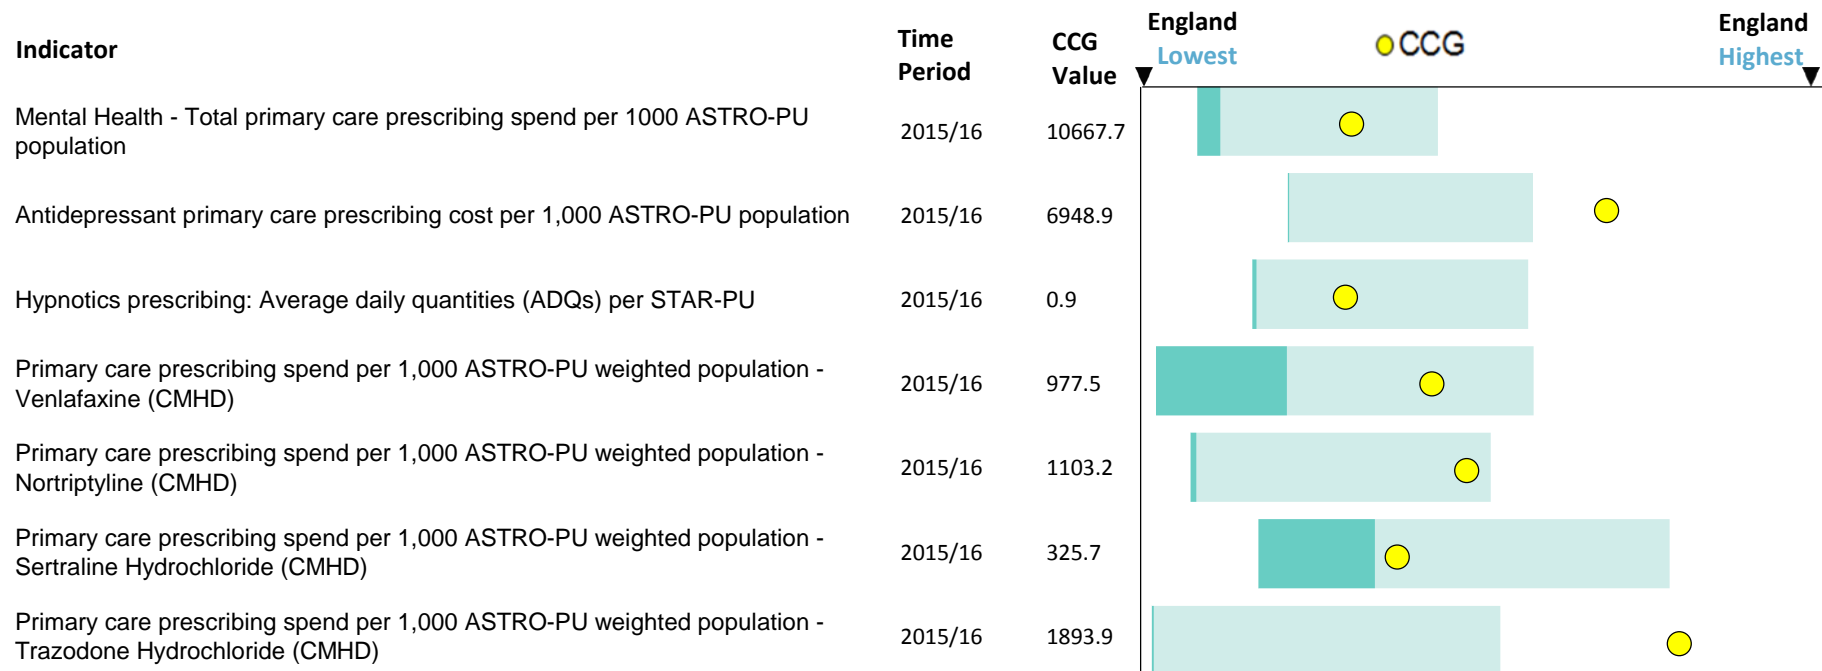 Indicator
Time
Period
CCG
Value
England
Lowest
CCG
England
Highest
Mental Health - Total primary care prescribing spend per 1000 ASTRO-PU
population
2015/16
10667.7
Antidepressant primary care prescribing cost per 1,000 ASTRO-PU population
2015/16
6948.9
Hypnotics prescribing: Average daily quantities (ADQs) per STAR-PU
2015/16
0.9
Primary care prescribing spend per 1,000 ASTRO-PU weighted population -
Venlafaxine (CMHD)
2015/16
977.5
Primary care prescribing spend per 1,000 ASTRO-PU weighted population -
Nortriptyline (CMHD)
2015/16
1103.2
Primary care prescribing spend per 1,000 ASTRO-PU weighted population -
Sertraline Hydrochloride (CMHD)
2015/16
325.7
Primary care prescribing spend per 1,000 ASTRO-PU weighted population -
Trazodone Hydrochloride (CMHD)
2015/16
1893.9